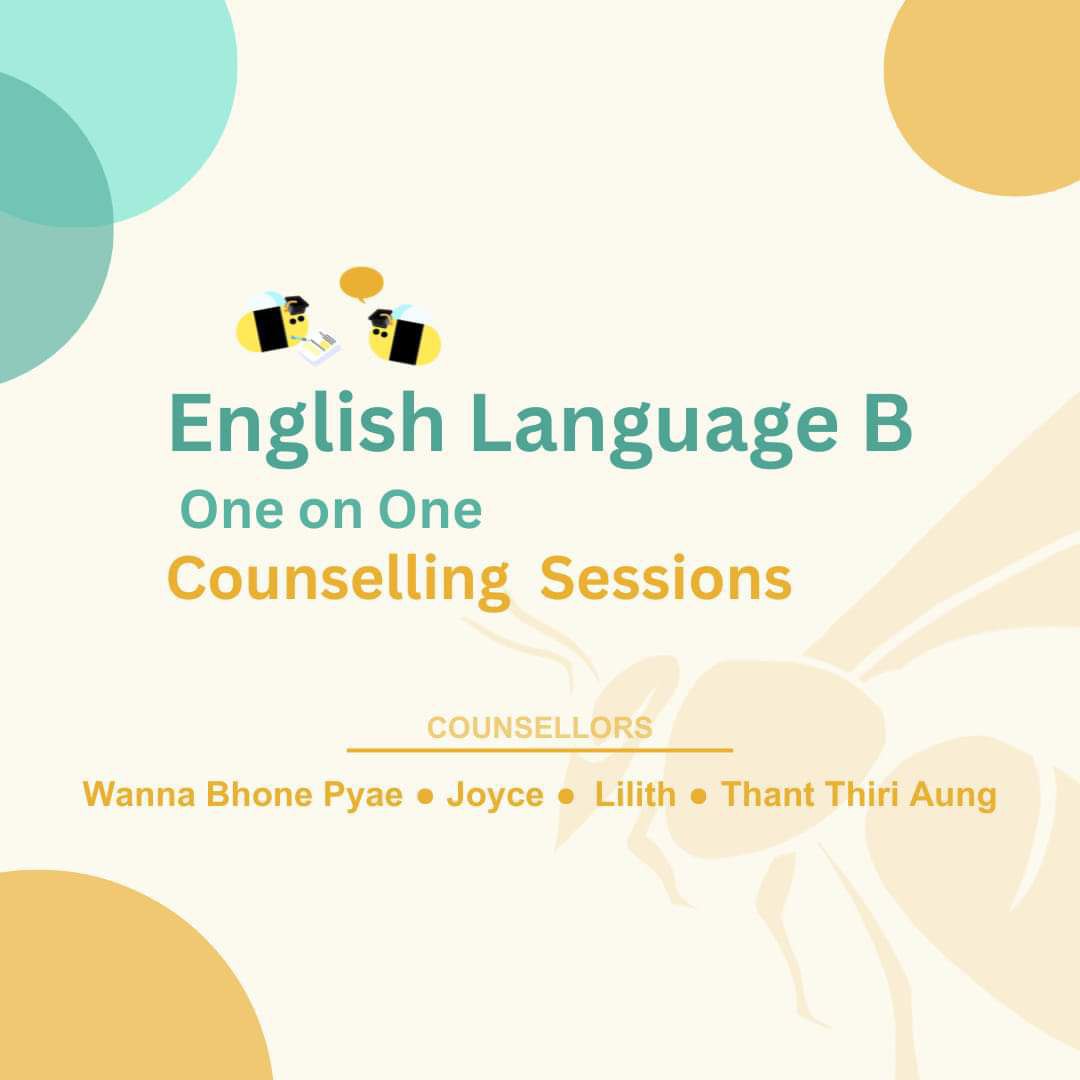 English Language B
One on One
Counselling Sessions
COUNSELLORS
Wanna Bhone Pyae ● Joyce ● Lilith ● Thant Thiri Aung